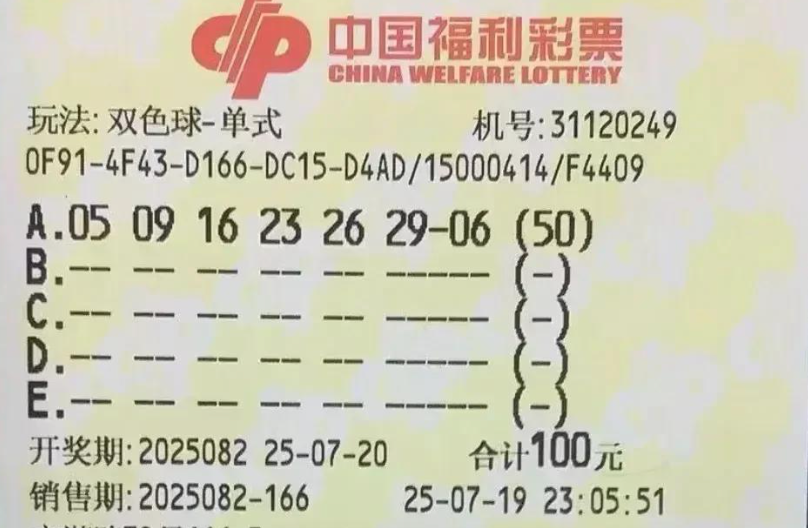 中国福利彩票
CHINA WELFARE LOTTERY
玩法: 双色球-单式 机号:31120249
0F91-4F43-D166-DC15-D4AD/15000414/F4409
A.05 09 16 23 26 29-06 (50)
B.-- -- -- -- -- ----- (-)
C.-- -- -- -- -- ----- (-)
D.-- -- -- -- -- ----- (-)
E.-- -- -- -- -- ----- (-)
开奖期:2025082 25-07-20 合计100元
销售期:2025082-166 25-07-19 23:05:51